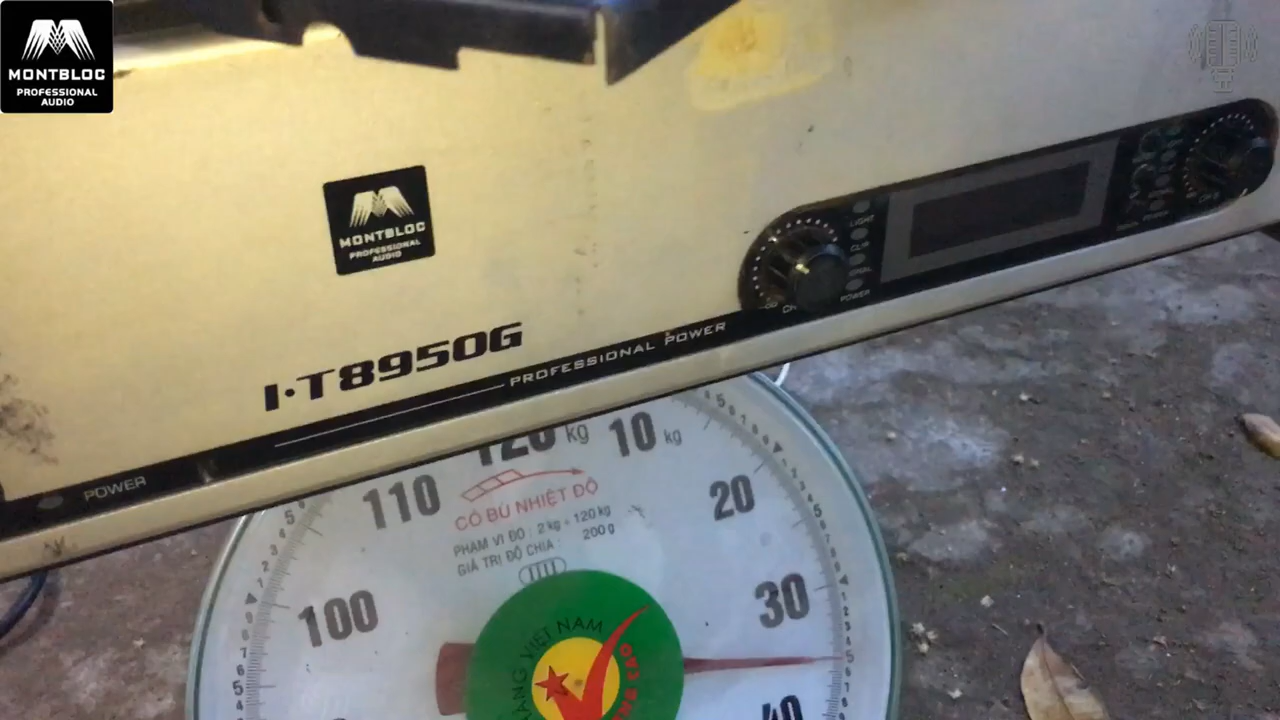 MONTBLOC
PROFESSIONAL
AUDIO
MONTBLOC
PROFESSIONAL
AUDIO
LIGHT
CLIP
POWER
I·T8950G
PROFESSIONAL POWER
POWER
120 kg
10 kg
110
20
CÓ BÙ NHIỆT ĐỘ
PHẠM VI ĐO : 2 kg ÷ 120 kg
GIÁ TRỊ ĐỘ CHIA : 200 g
100
30
40
HÀNG VIỆT NAM